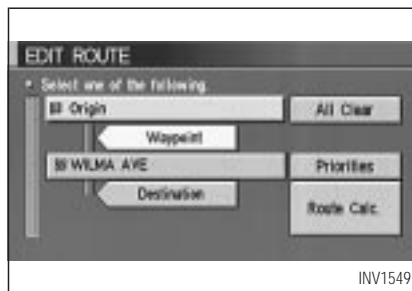 EDIT ROUTE
Select one of the following.
Origin
All Clear
Waypoint
WILMA AVE
Priorities
Destination
Route Calc.
INV1549